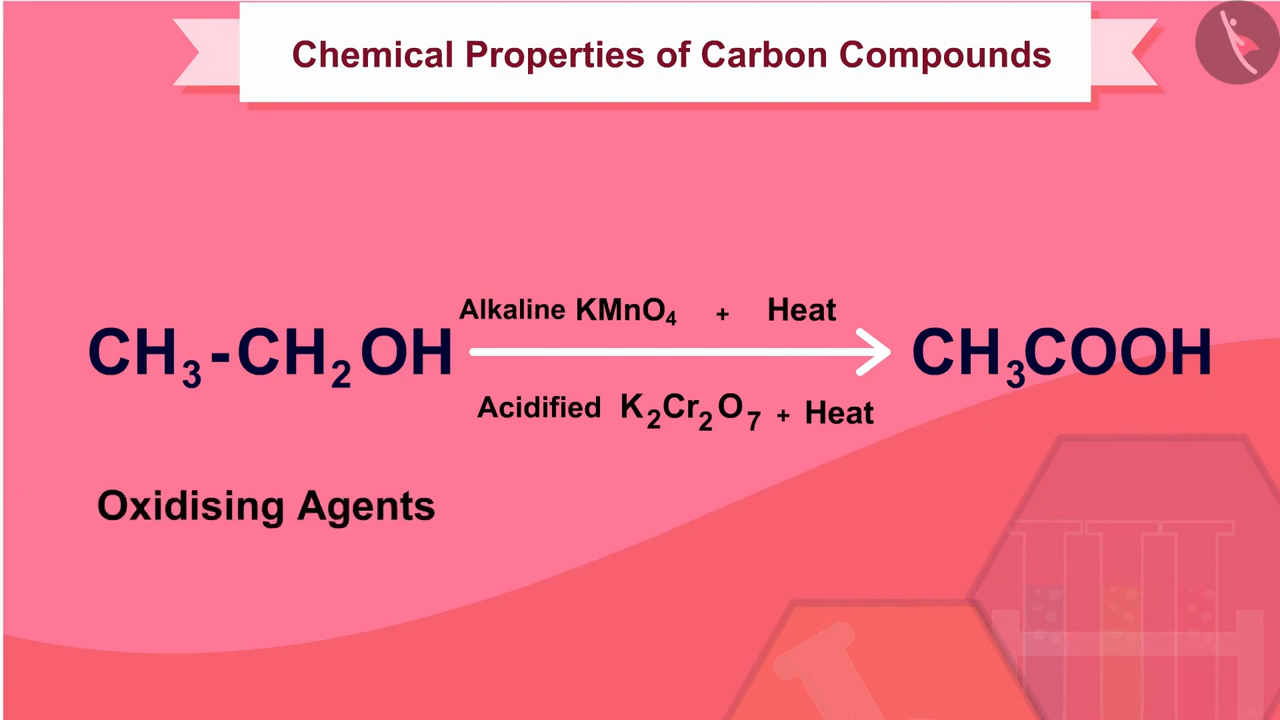 Chemical Properties of Carbon Compounds
Alkaline KMnO₄ + Heat
CH₃-CH₂OH CH₃COOH
Acidified K₂Cr₂O₇ + Heat
Oxidising Agents